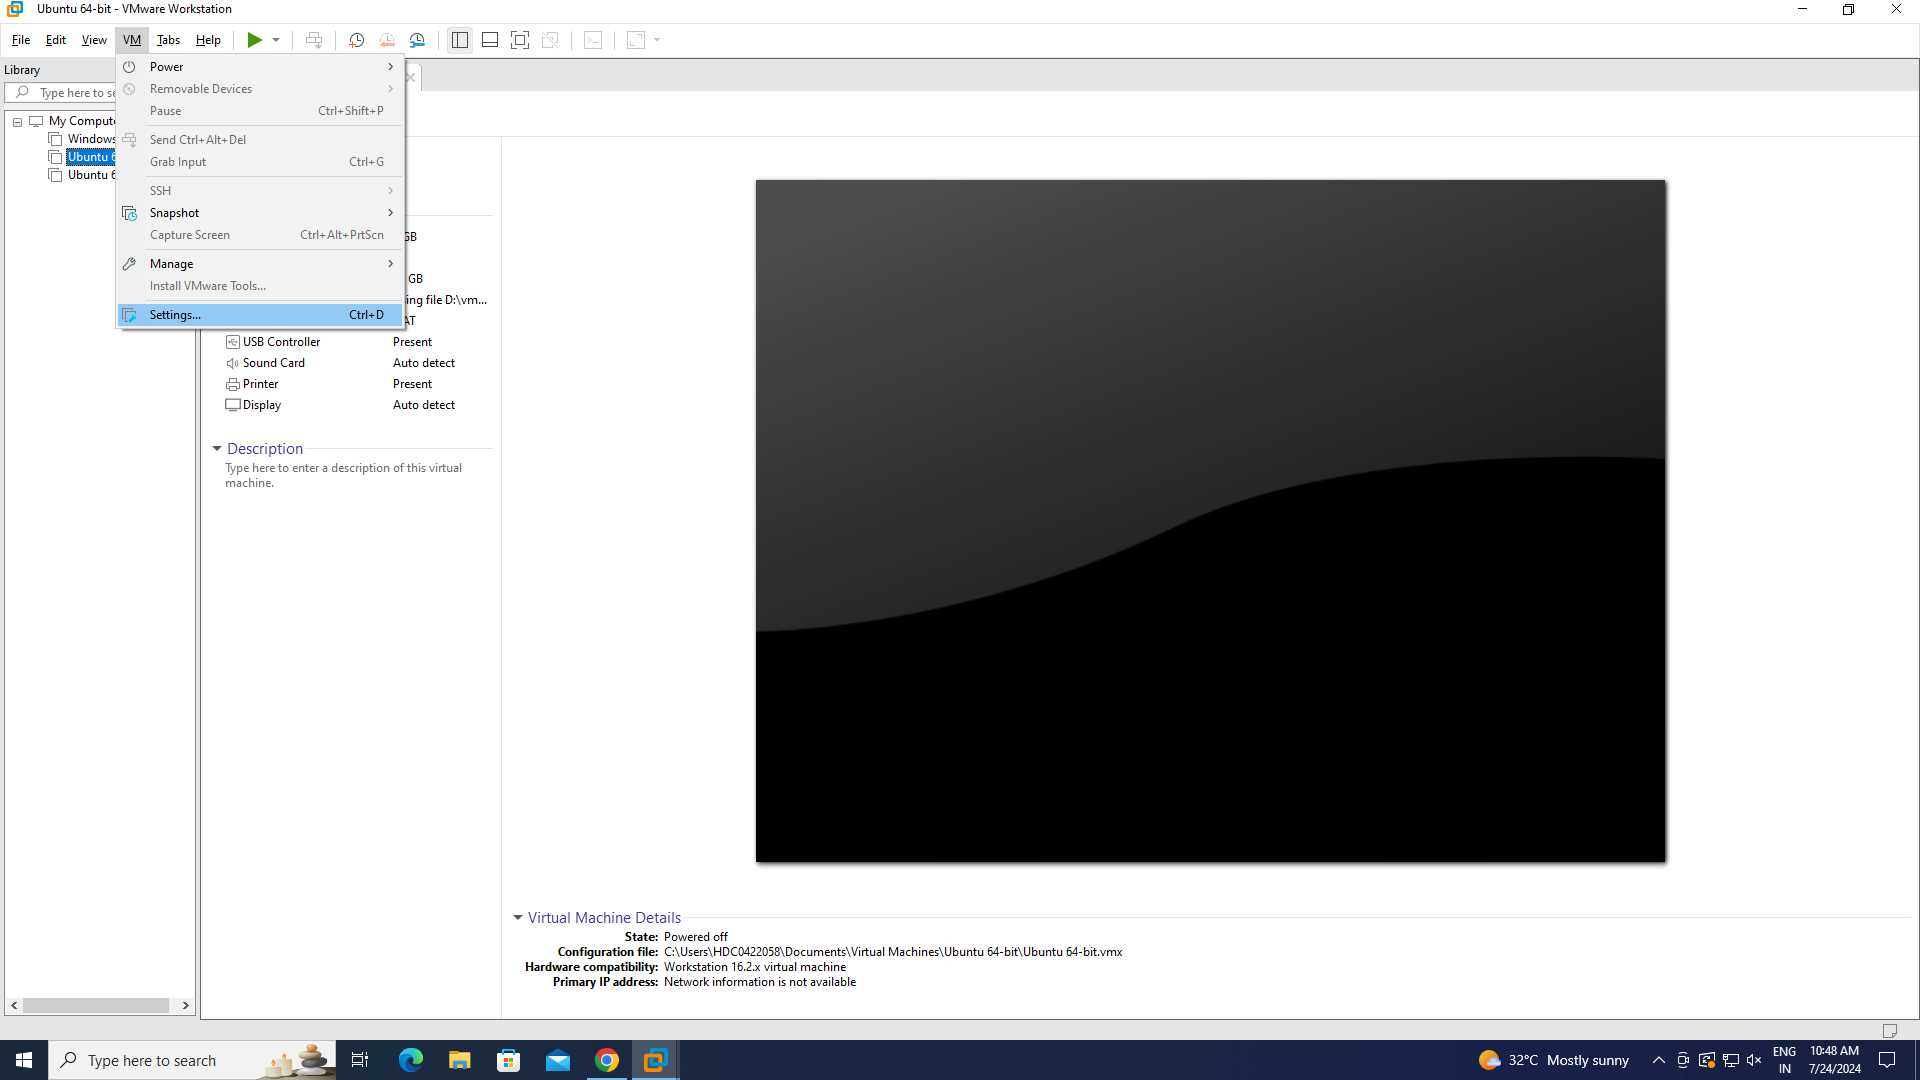 Ubuntu 64-bit - VMware Workstation
File Edit View VM Tabs Help
Library
Type here to se
My Compute
Windows
Ubuntu 6
Ubuntu 6
Power
Removable Devices
Pause Ctrl+Shift+P
Send Ctrl+Alt+Del
Grab Input Ctrl+G
SSH
Snapshot
Capture Screen Ctrl+Alt+PrtScn
Manage
Install VMware Tools...
Settings... Ctrl+D
GB
GB
ing file D:\vm...
AT
USB Controller Present
Sound Card Auto detect
Printer Present
Display Auto detect
Description
Type here to enter a description of this virtual
machine.
Virtual Machine Details
State: Powered off
Configuration file: C:\Users\HDC0422058\Documents\Virtual Machines\Ubuntu 64-bit\Ubuntu 64-bit.vmx
Hardware compatibility: Workstation 16.2.x virtual machine
Primary IP address: Network information is not available
Type here to search
32°C Mostly sunny
ENG
IN
10:48 AM
7/24/2024